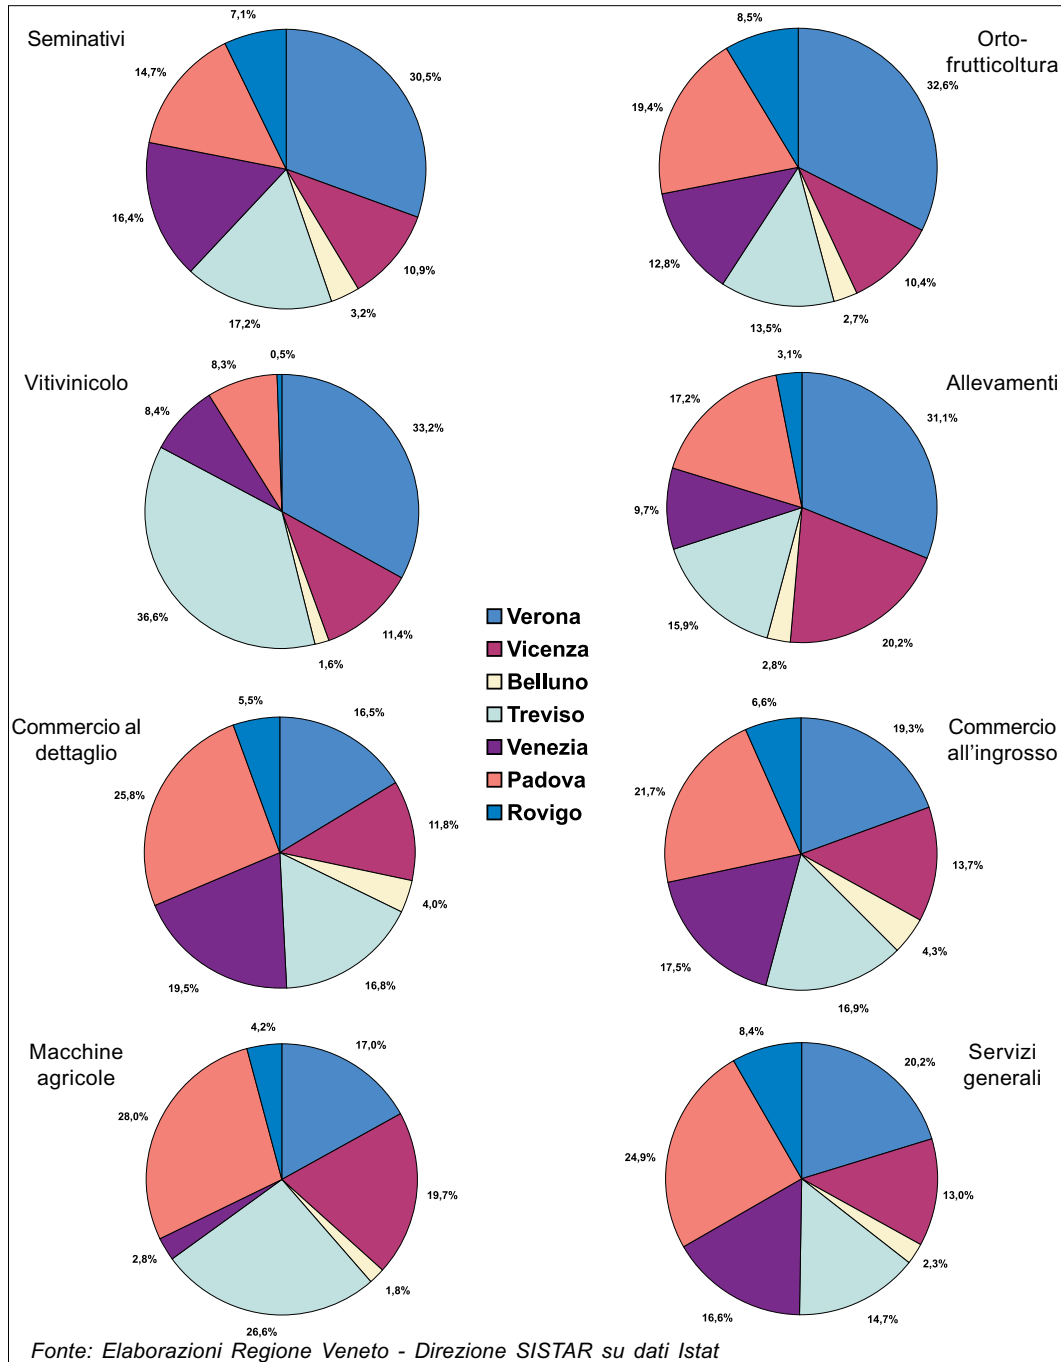 Seminativi
7,1%
30,5%
14,7%
16,4%
10,9%
3,2%
17,2%
Orto-
frutticoltura
8,5%
32,6%
19,4%
12,8%
10,4%
2,7%
13,5%
Vitivinicolo
0,5%
8,3%
8,4%
33,2%
36,6%
11,4%
1,6%
Allevamenti
3,1%
17,2%
31,1%
9,7%
15,9%
20,2%
2,8%
Verona
Vicenza
Belluno
Treviso
Venezia
Padova
Rovigo
Commercio al
dettaglio
5,5%
16,5%
25,8%
11,8%
4,0%
19,5%
16,8%
Commercio
all'ingrosso
6,6%
19,3%
21,7%
13,7%
4,3%
17,5%
16,9%
Macchine
agricole
4,2%
17,0%
28,0%
19,7%
2,8%
1,8%
26,6%
Servizi
generali
8,4%
20,2%
24,9%
13,0%
2,3%
16,6%
14,7%
Fonte: Elaborazioni Regione Veneto - Direzione SISTAR su dati Istat